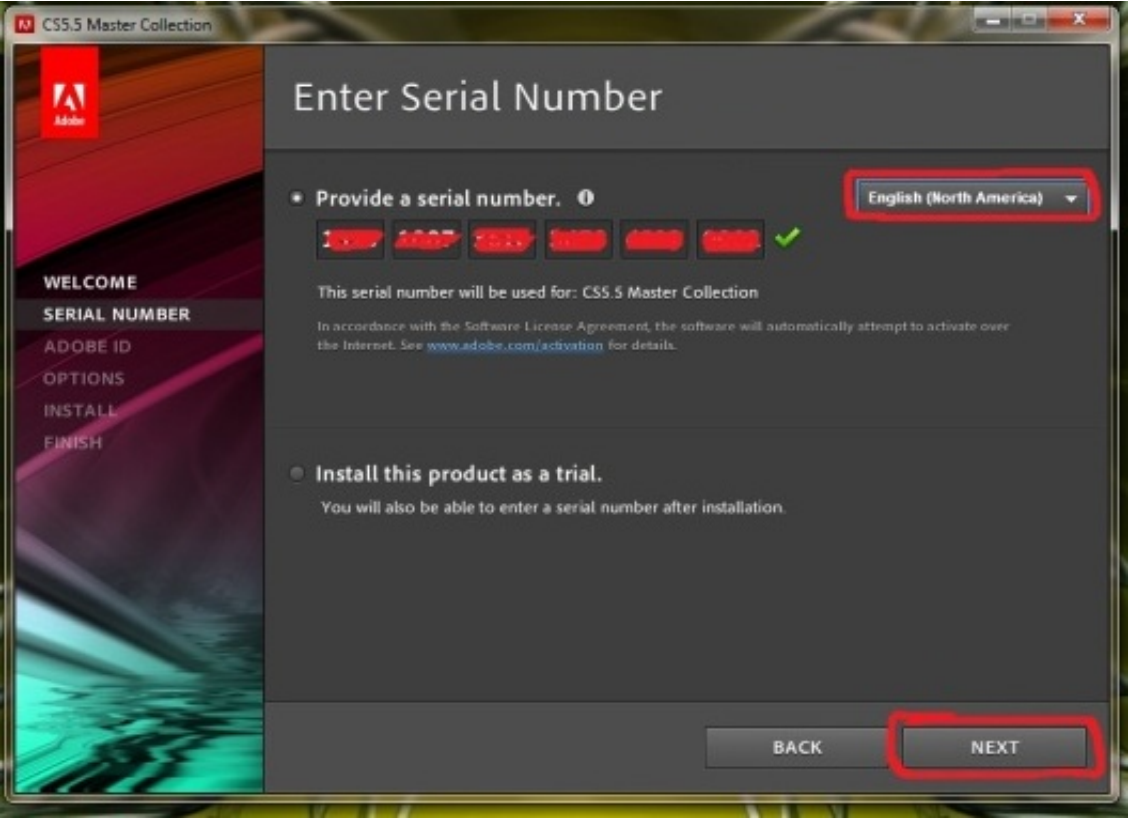 CS5.5 Master Collection
Adobe
Enter Serial Number
Provide a serial number.
English (North America)
This serial number will be used for: CS5.5 Master Collection
In accordance with the Software License Agreement, the software will automatically attempt to activate over
the Internet. See www.adobe.com/activation for details.
WELCOME
SERIAL NUMBER
ADOBE ID
OPTIONS
INSTALL
FINISH
Install this product as a trial.
You will also be able to enter a serial number after installation.
BACK
NEXT